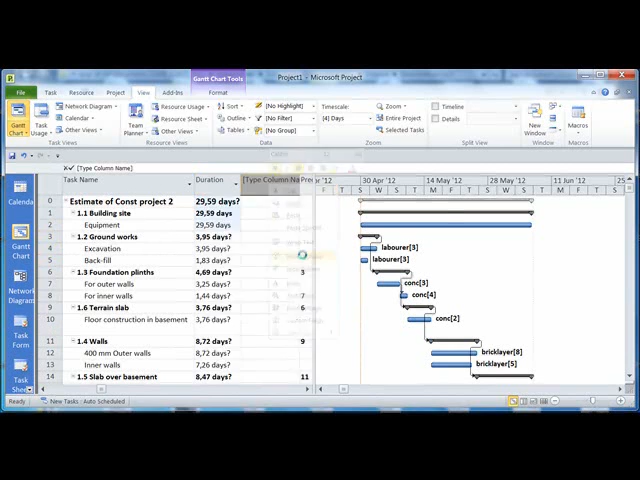 Gantt Chart Tools
Project1 - Microsoft Project
File Task Resource Project View Add-Ins Format
Gantt Chart
Task Usage
Network Diagram
Calendar
Other Views
Task Views
Team Planner
Resource Usage
Resource Sheet
Other Views
Resource Views
Sort
Outline
Tables
[No Highlight]
[No Filter]
[No Group]
Data
Timescale:
[4] Days
Zoom
Entire Project
Selected Tasks
Zoom
Timeline
Details
Split View
New Window
Window
Macros
Macros
[Type Column Name]
Calendar
Gantt Chart
Network Diagram
Task Form
Task Sheet
Task Name Duration [Type Column Na Pre
'12 30 Apr '12 14 May '12 28 May '12 11 Jun '12 25
T S W S T M F T S W S T M F T S
0 Estimate of Const project 2 29,59 days?
1 1.1 Building site 29,59 days
2 Equipment 29,59 days
3 1.2 Ground works 3,95 days?
4 Excavation 3,95 days? labourer[3]
5 Back-fill 1,83 days? labourer[3]
6 1.3 Foundation plinths 4,69 days? 3
7 For outer walls 3,25 days? conc[3]
8 For inner walls 1,44 days? 7 conc[4]
9 1.6 Terrain slab 3,76 days? 6
10 Floor construction in basement 3,76 days? conc[2]
11 1.4 Walls 8,72 days? 9
12 400 mm Outer walls 8,72 days? bricklayer[8]
13 Inner walls 7,26 days? bricklayer[5]
14 1.5 Slab over basement 8,47 days? 11
Ready New Tasks : Auto Scheduled